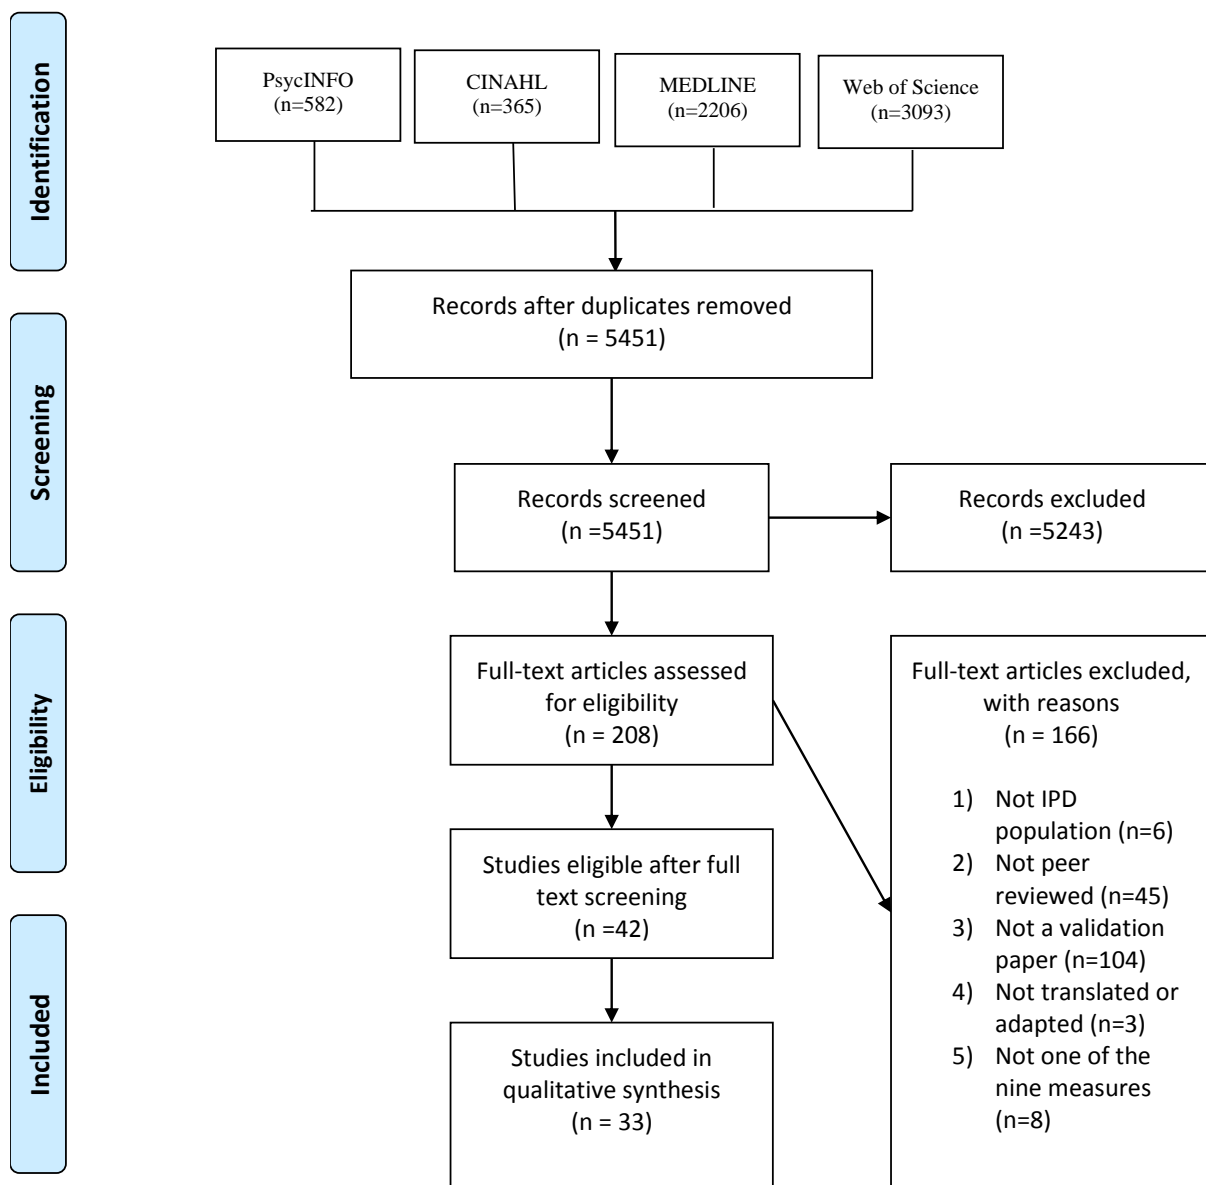 Identification
PsycINFO
(n=582)
CINAHL
(n=365)
MEDLINE
(n=2206)
Web of Science
(n=3093)
Records after duplicates removed
(n = 5451)
Screening
Records screened
(n =5451)
Records excluded
(n =5243)
Eligibility
Full-text articles assessed
for eligibility
(n = 208)
Full-text articles excluded,
with reasons
(n = 166)
1) Not IPD
population (n=6)
2) Not peer
reviewed (n=45)
3) Not a validation
paper (n=104)
4) Not translated or
adapted (n=3)
5) Not one of the
nine measures
(n=8)
Studies eligible after full
text screening
(n =42)
Included
Studies included in
qualitative synthesis
(n = 33)